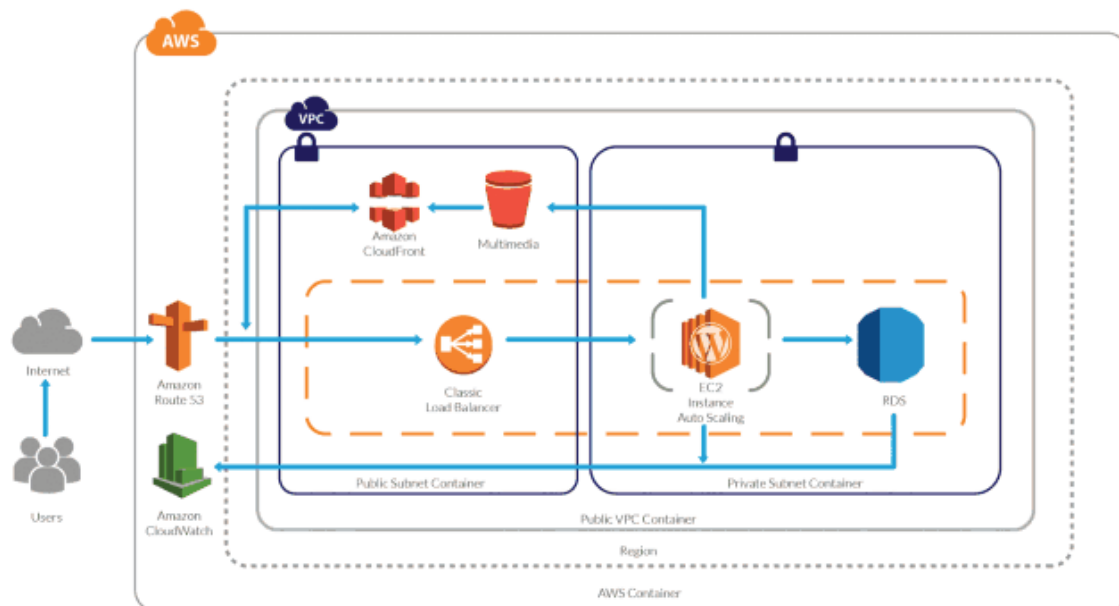 AWS
VPC
Amazon
CloudFront
Multimedia
Internet
Amazon
Route 53
Classic
Load Balancer
EC2
Instance
Auto Scaling
RDS
Users
Amazon
CloudWatch
Public Subnet Container
Private Subnet Container
Public VPC Container
Region
AWS Container